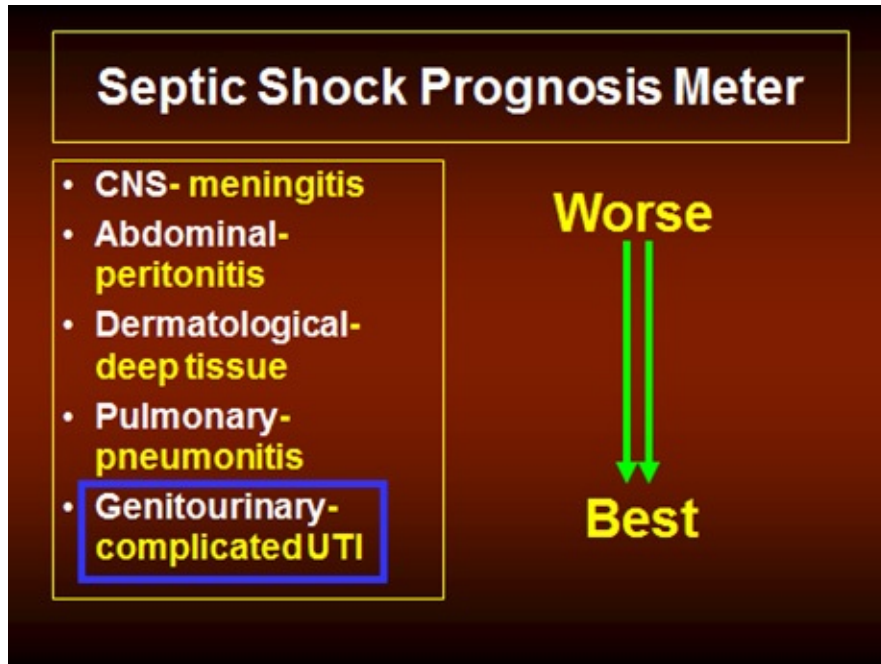 Septic Shock Prognosis Meter
• CNS- meningitis
• Abdominal-
peritonitis
• Dermatological-
deep tissue
• Pulmonary-
pneumonitis
• Genitourinary-
complicated UTI
Worse
Best